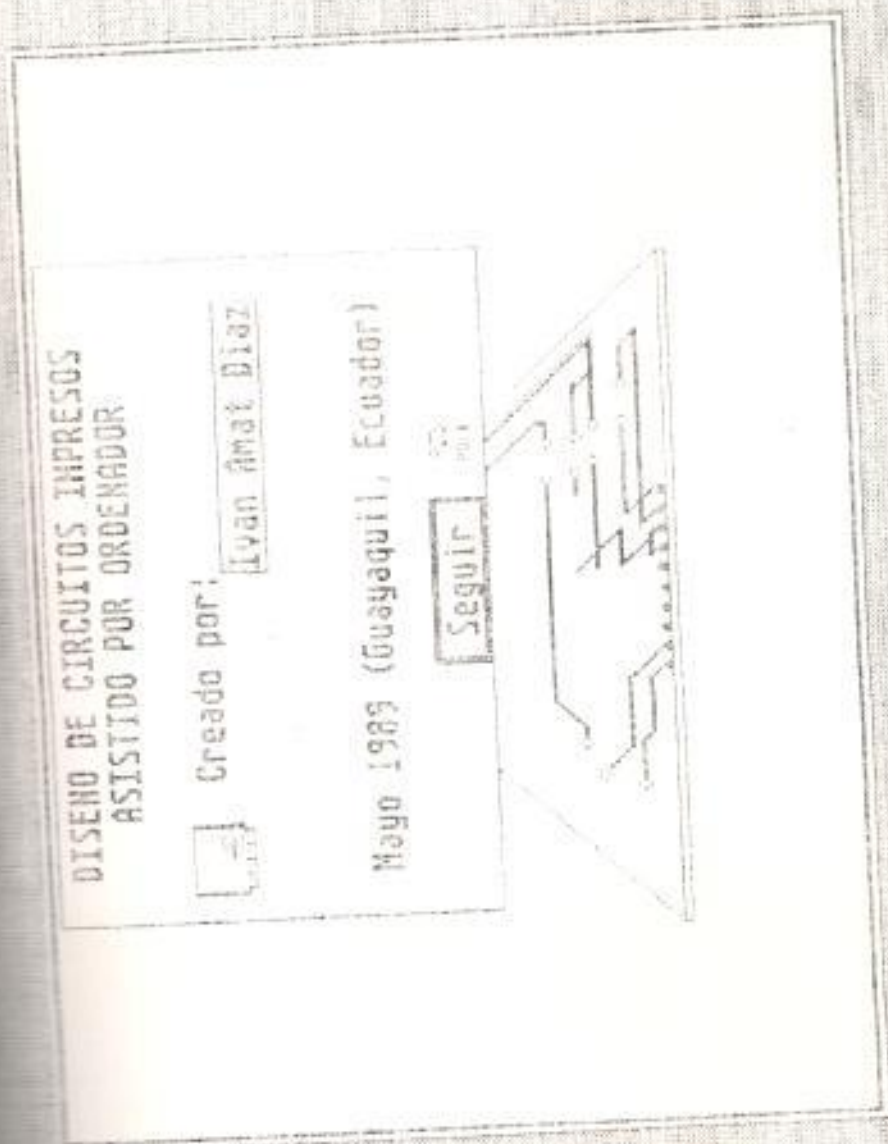 DISENO DE CIRCUITOS IMPRESOS
ASISTIDO POR ORDENADOR
Creado por:
Ivan Amat Diaz
Mayo 1989 (Guayaquil, Ecuador)
Seguir